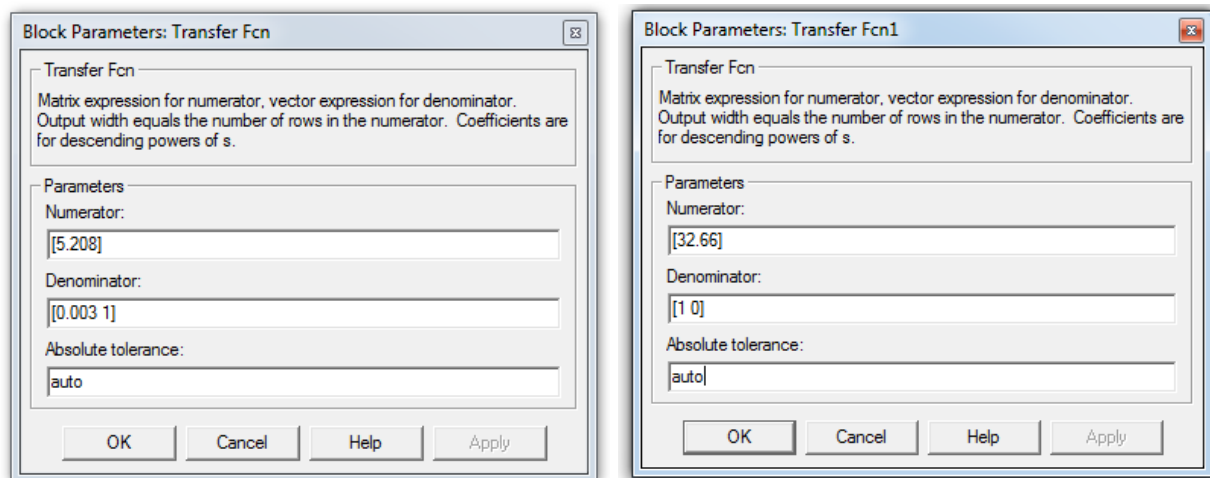 Block Parameters: Transfer Fcn
Transfer Fcn
Matrix expression for numerator, vector expression for denominator.
Output width equals the number of rows in the numerator.  Coefficients are
for descending powers of s.
Parameters
Numerator:
[5.208]
Denominator:
[0.003 1]
Absolute tolerance:
auto
OK Cancel Help Apply
Block Parameters: Transfer Fcn1
Transfer Fcn
Matrix expression for numerator, vector expression for denominator.
Output width equals the number of rows in the numerator.  Coefficients are
for descending powers of s.
Parameters
Numerator:
[32.66]
Denominator:
[1 0]
Absolute tolerance:
auto
OK Cancel Help Apply